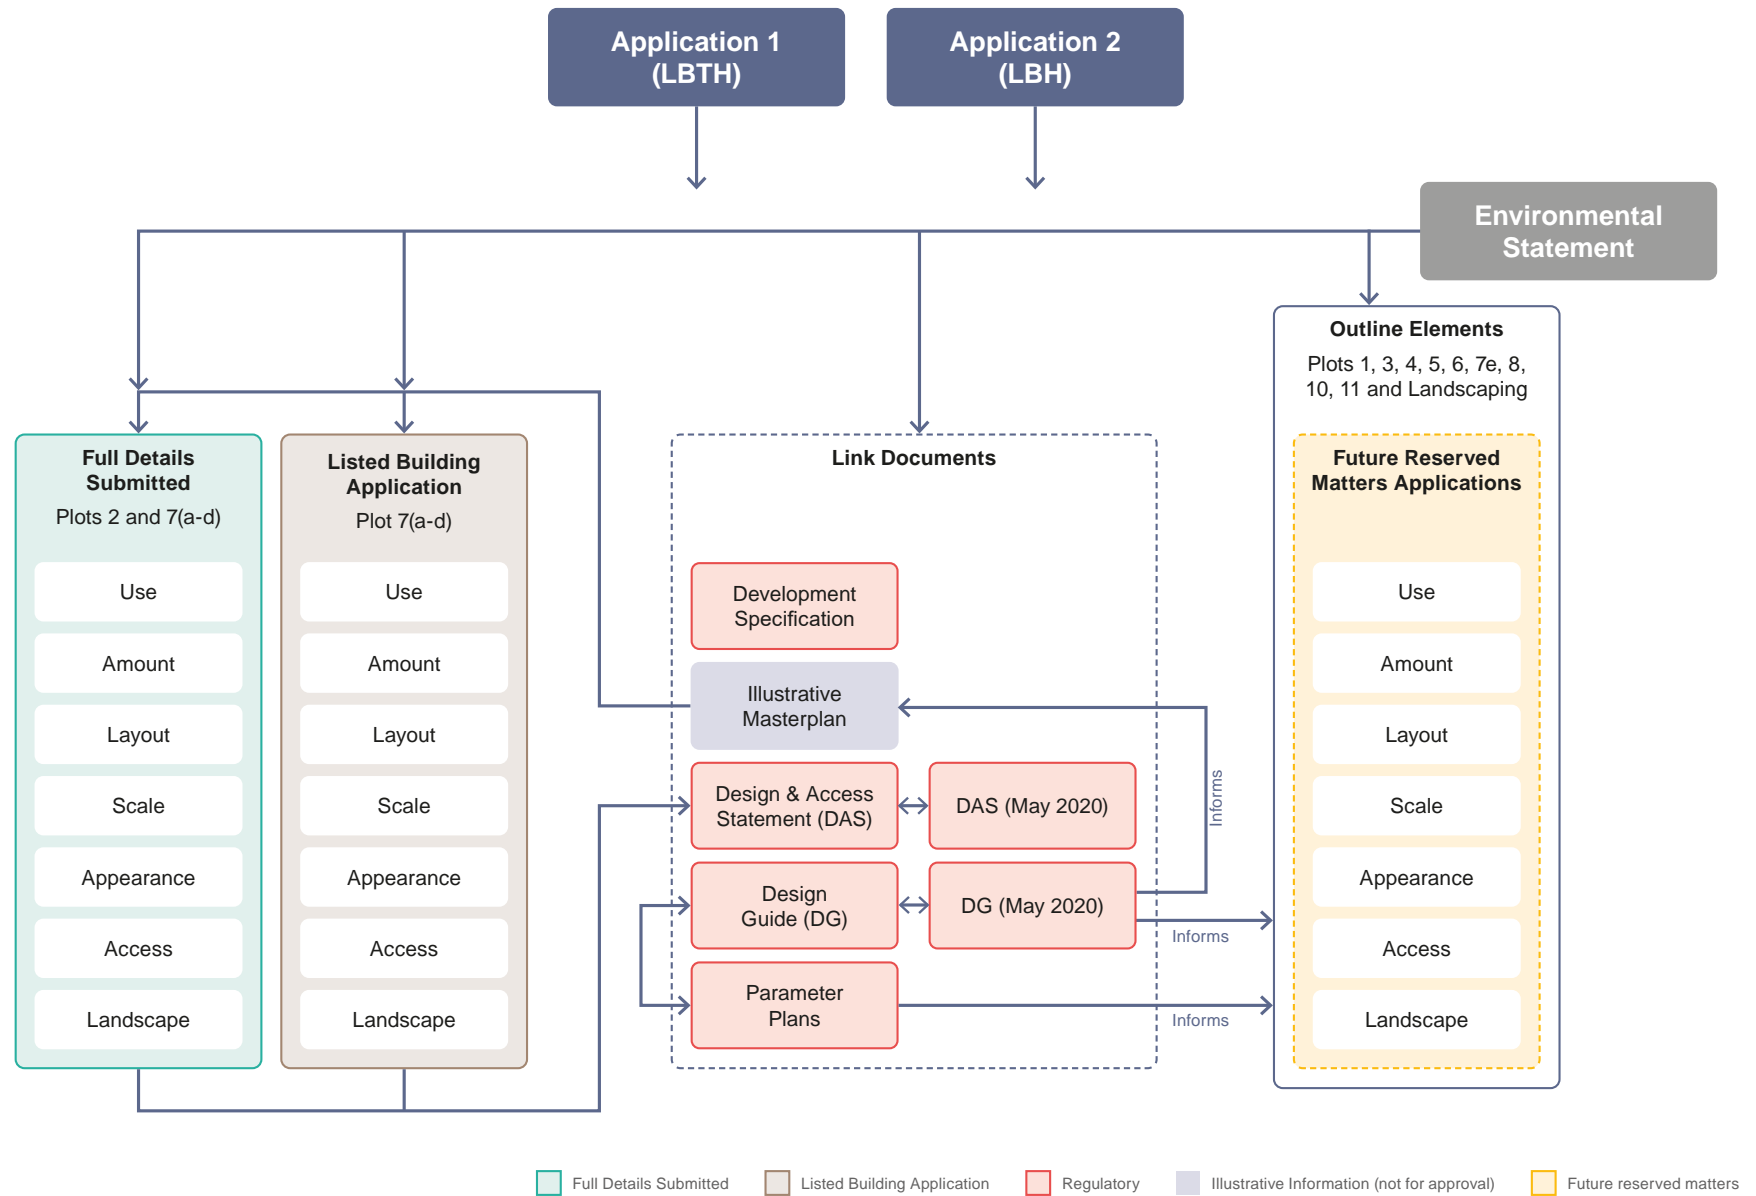 Application 1
(LBTH)
Application 2
(LBH)
Environmental
Statement
Full Details
Submitted
Plots 2 and 7(a-d)
Use
Amount
Layout
Scale
Appearance
Access
Landscape
Listed Building
Application
Plot 7(a-d)
Use
Amount
Layout
Scale
Appearance
Access
Landscape
Link Documents
Development
Specification
Illustrative
Masterplan
Design & Access
Statement (DAS)
DAS (May 2020)
Design
Guide (DG)
DG (May 2020)
Parameter
Plans
Informs
Informs
Informs
Outline Elements
Plots 1, 3, 4, 5, 6, 7e, 8,
10, 11 and Landscaping
Future Reserved
Matters Applications
Use
Amount
Layout
Scale
Appearance
Access
Landscape
Full Details Submitted
Listed Building Application
Regulatory
Illustrative Information (not for approval)
Future reserved matters